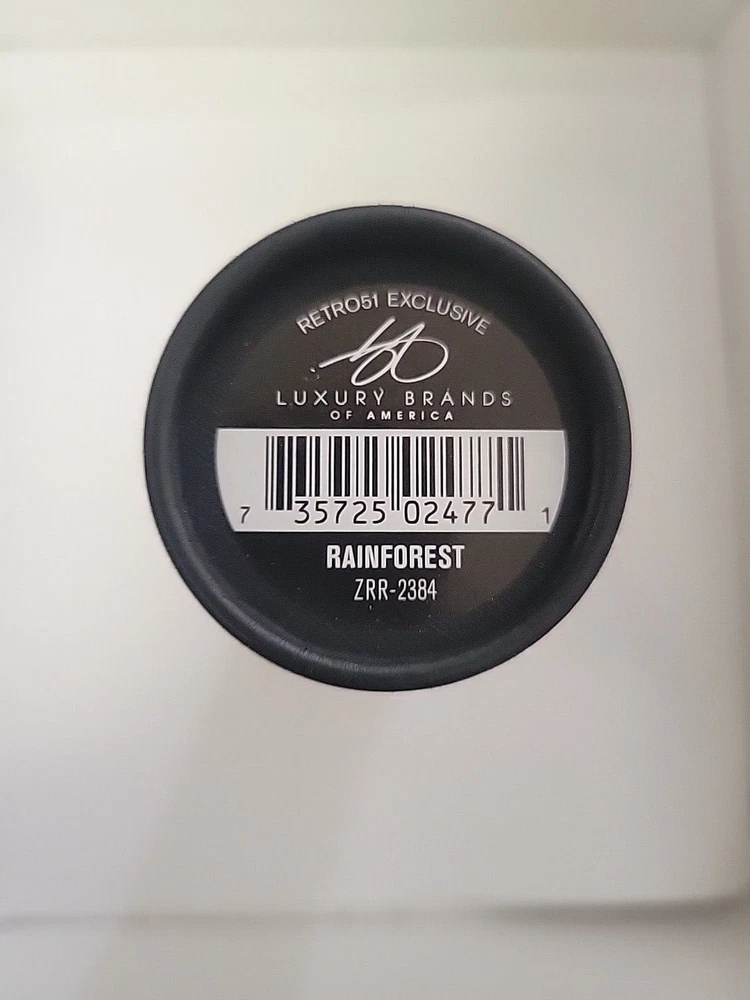 RETRO51 EXCLUSIVE
LUXURY BRANDS
OF AMERICA
7 35725 02477 1
RAINFOREST
ZRR-2384